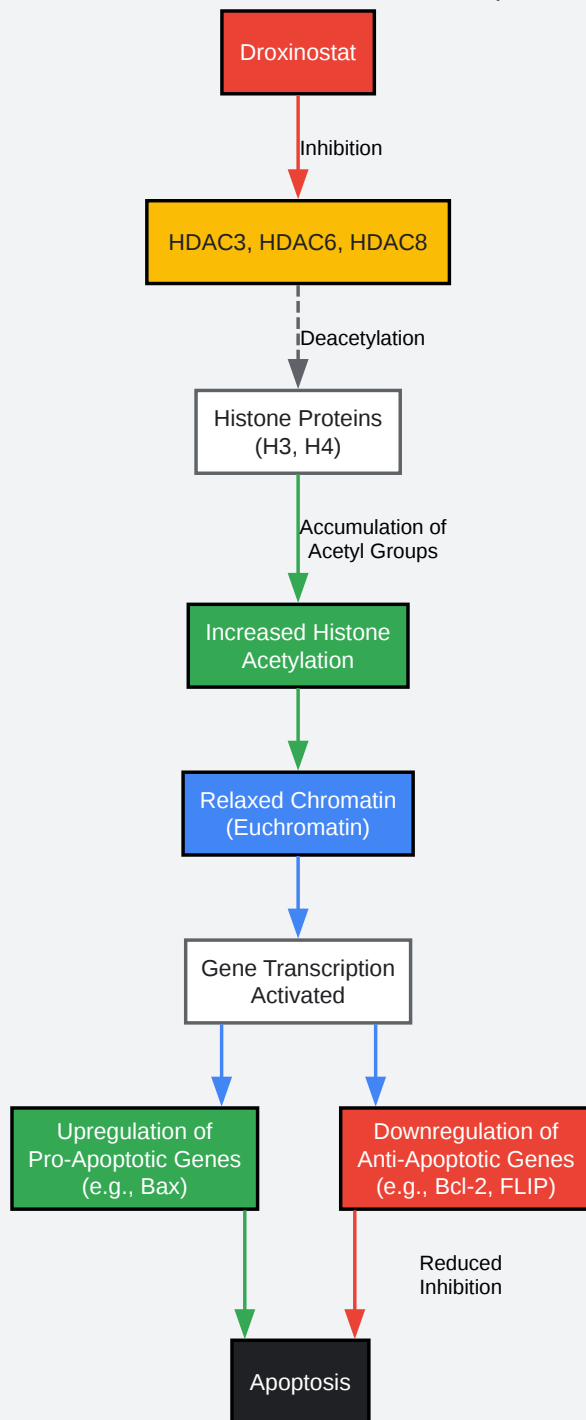 Droxinostat
Inhibition
HDAC3, HDAC6, HDAC8
Deacetylation
Histone Proteins
(H3, H4)
Accumulation of
Acetyl Groups
Increased Histone
Acetylation
Relaxed Chromatin
(Euchromatin)
Gene Transcription
Activated
Upregulation of
Pro-Apoptotic Genes
(e.g., Bax)
Downregulation of
Anti-Apoptotic Genes
(e.g., Bcl-2, FLIP)
Reduced
Inhibition
Apoptosis